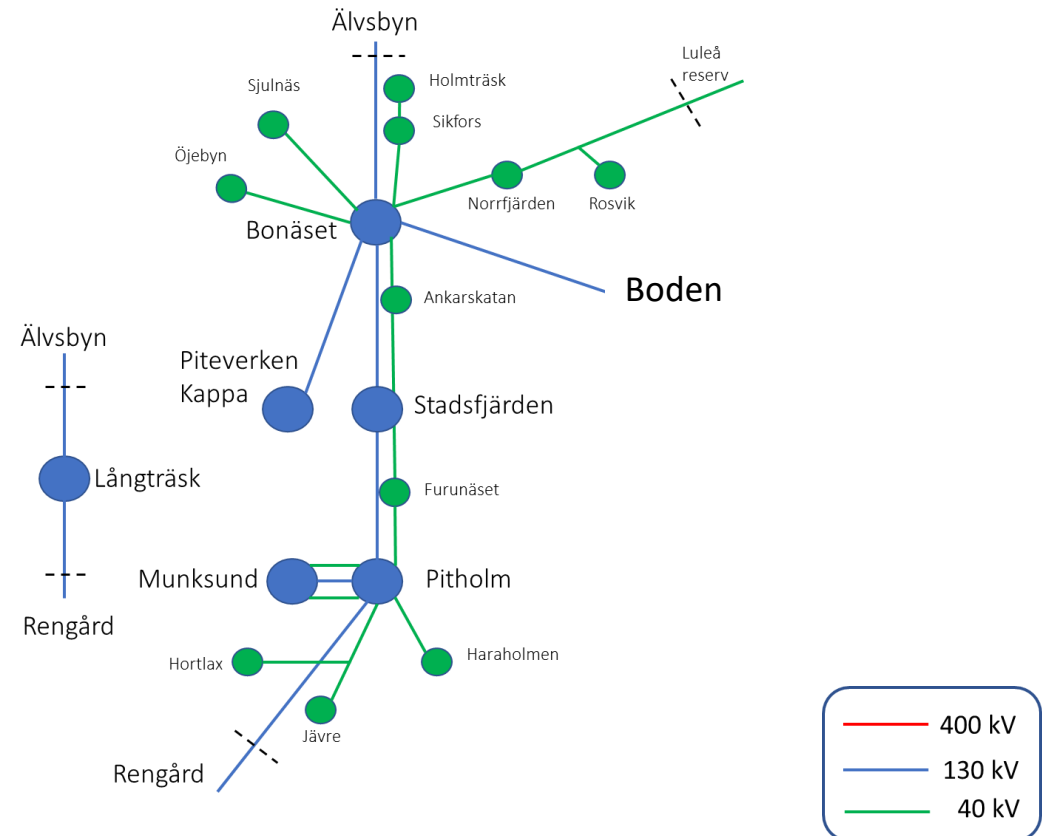 Älvsbyn
Luleå
reserv
Sjulnäs
Holmträsk
Sikfors
Öjebyn
Norrfjärden
Rosvik
Bonäset
Boden
Ankarskatan
Älvsbyn
Piteverken
Kappa
Stadsfjärden
Långträsk
Furunäset
Munksund
Pitholm
Rengård
Hortlax
Haraholmen
Jävre
Rengård
400 kV
130 kV
40 kV